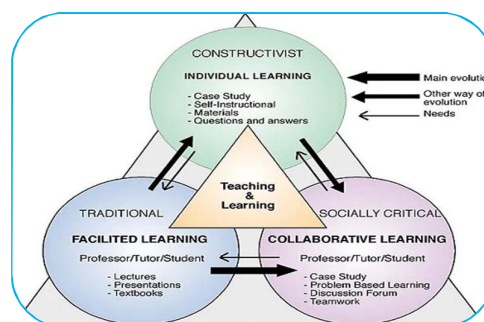 CONSTRUCTIVIST
INDIVIDUAL LEARNING
- Case Study
- Self-Instructional
- Materials
- Questions and answers
Main evolutio
Other way of
evolution
Needs
Teaching
&
Learning
TRADITIONAL
FACILITED LEARNING
Professor/Tutor/Student
- Lectures
- Presentations
- Textbooks
SOCIALLY CRITICAL
COLLABORATIVE LEARNING
Professor/Tutor/Student
- Case Study
- Problem Based Learning
- Discussion Forum
- Teamwork